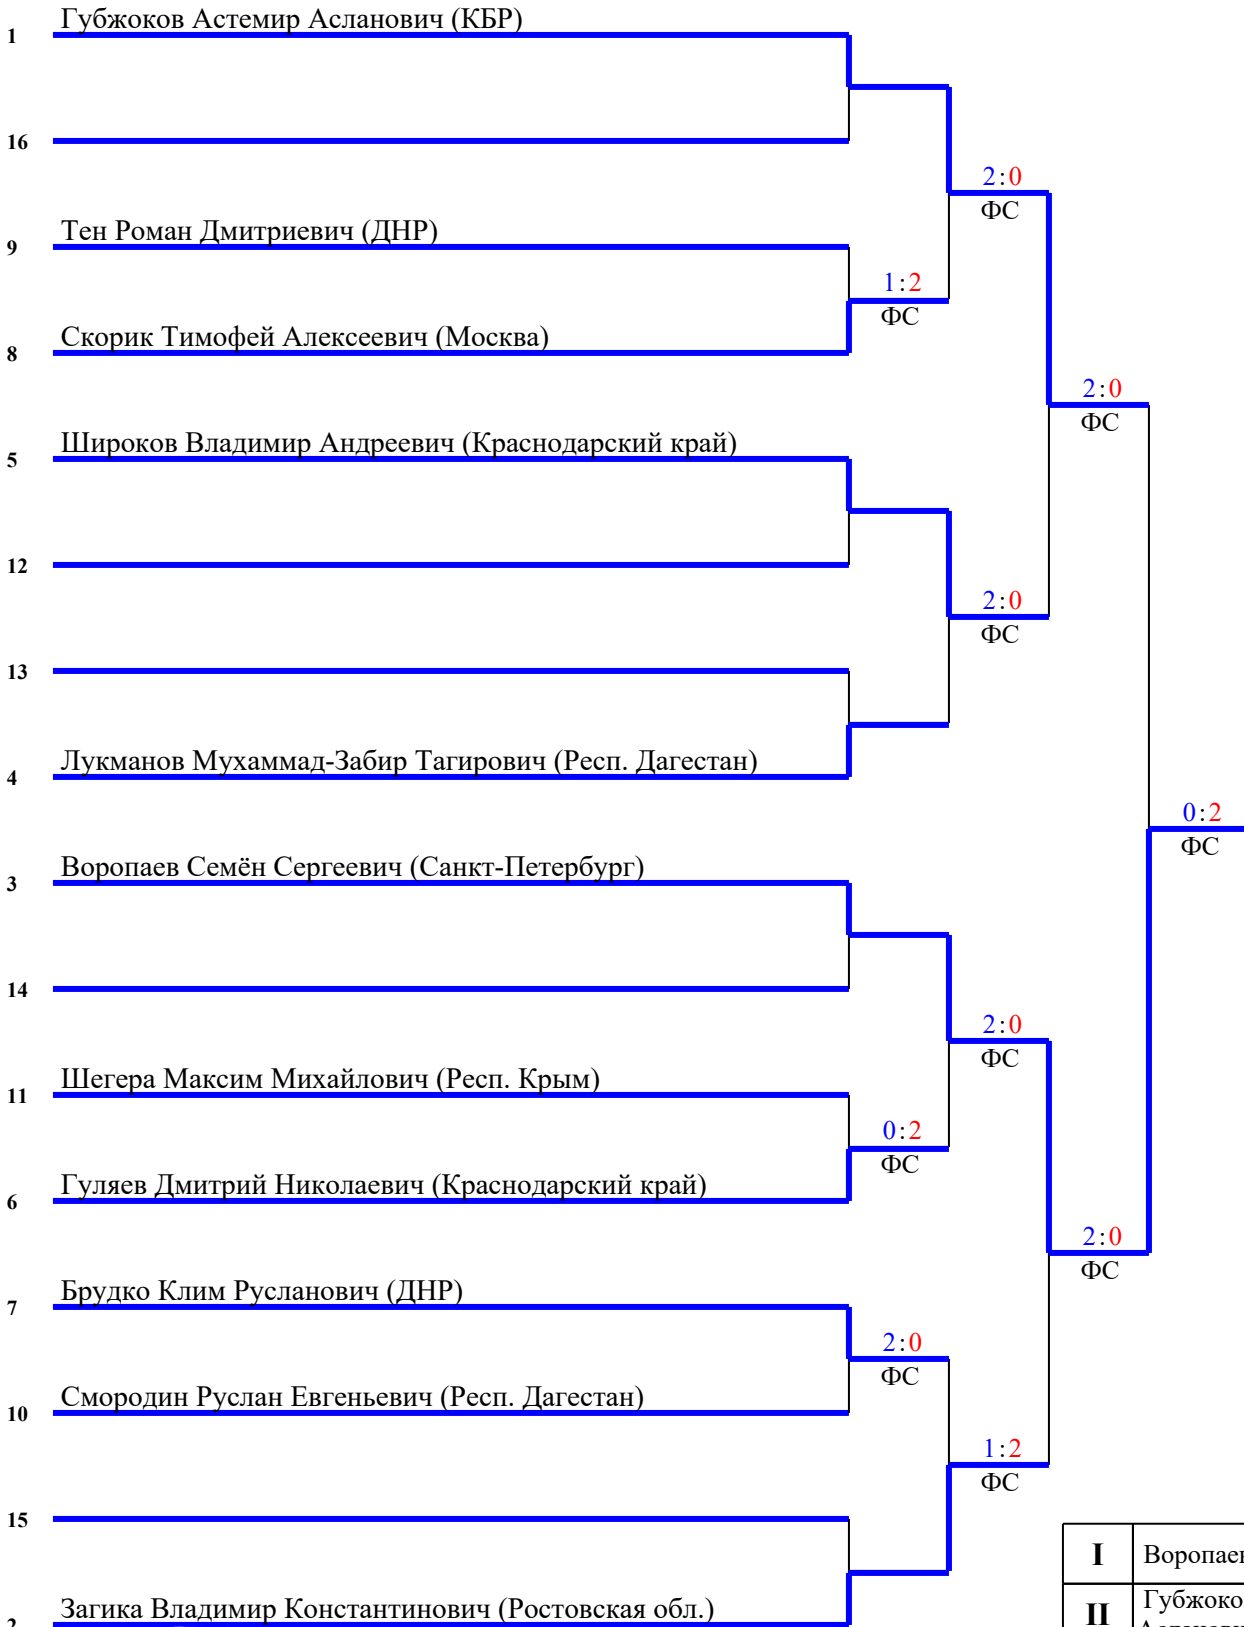 Губжоков Астемир Асланович (КБР)
1
16
2:0
ФС
Тен Роман Дмитриевич (ДНР)
9
1:2
ФС
Скорик Тимофей Алексеевич (Москва)
8
2:0
ФС
Широков Владимир Андреевич (Краснодарский край)
5
12
2:0
ФС
13
Лукманов Мухаммад-Забир Тагирович (Респ. Дагестан)
4
0:2
ФС
Воропаев Семён Сергеевич (Санкт-Петербург)
3
14
2:0
ФС
Шегера Максим Михайлович (Респ. Крым)
11
0:2
ФС
Гуляев Дмитрий Николаевич (Краснодарский край)
6
2:0
ФС
Брудко Клим Русланович (ДНР)
7
2:0
ФС
Смородин Руслан Евгеньевич (Респ. Дагестан)
10
1:2
ФС
15
I Воропаев
Загика Владимир Константинович (Ростовская обл.)
2
II Губжоко